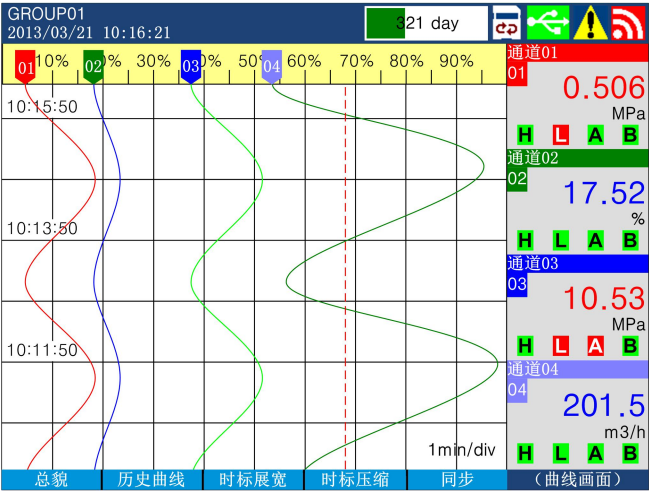 GROUP01
2013/03/21 10:16:21
321 day
01 10% 02 30% 03 50% 04 60% 70% 80% 90%
10:15:50
10:13:50
10:11:50
1min/div
通道01
01
0.506
MPa
H L A B
通道02
02
17.52
%
H L A B
通道03
03
10.53
MPa
H L A B
通道04
04
201.5
m3/h
H L A B
总貌 历史曲线 时标展宽 时标压缩 同步 (曲线画面)